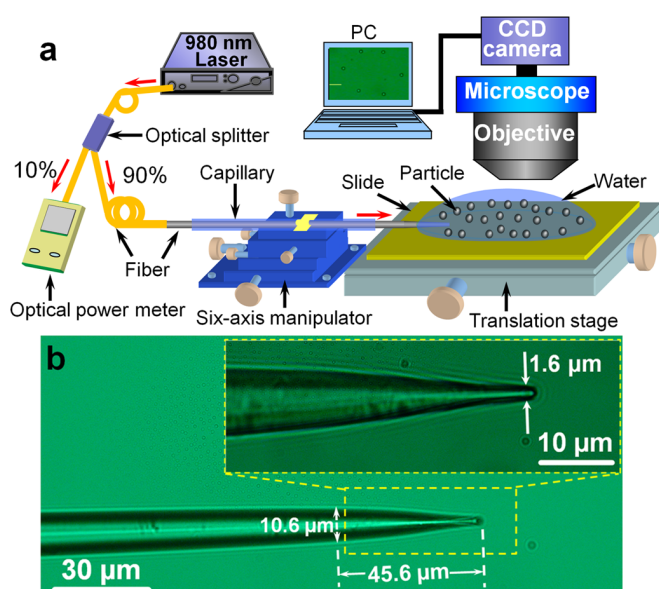 a
980 nm
Laser
PC
CCD
camera
Microscope
Objective
Optical splitter
10%
90%
Capillary
Slide
Particle
Water
Fiber
Optical power meter
Six-axis manipulator
Translation stage
b
1.6 µm
10 µm
10.6 µm
30 µm
45.6 µm